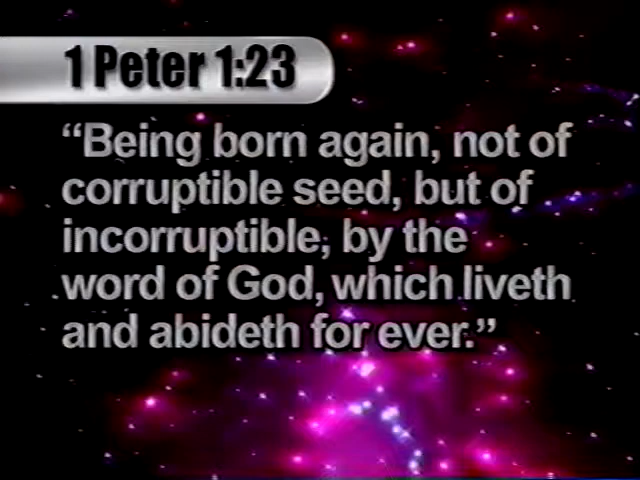 1 Peter 1:23
“Being born again, not of
corruptible seed, but of
incorruptible, by the
word of God, which liveth
and abideth for ever.”